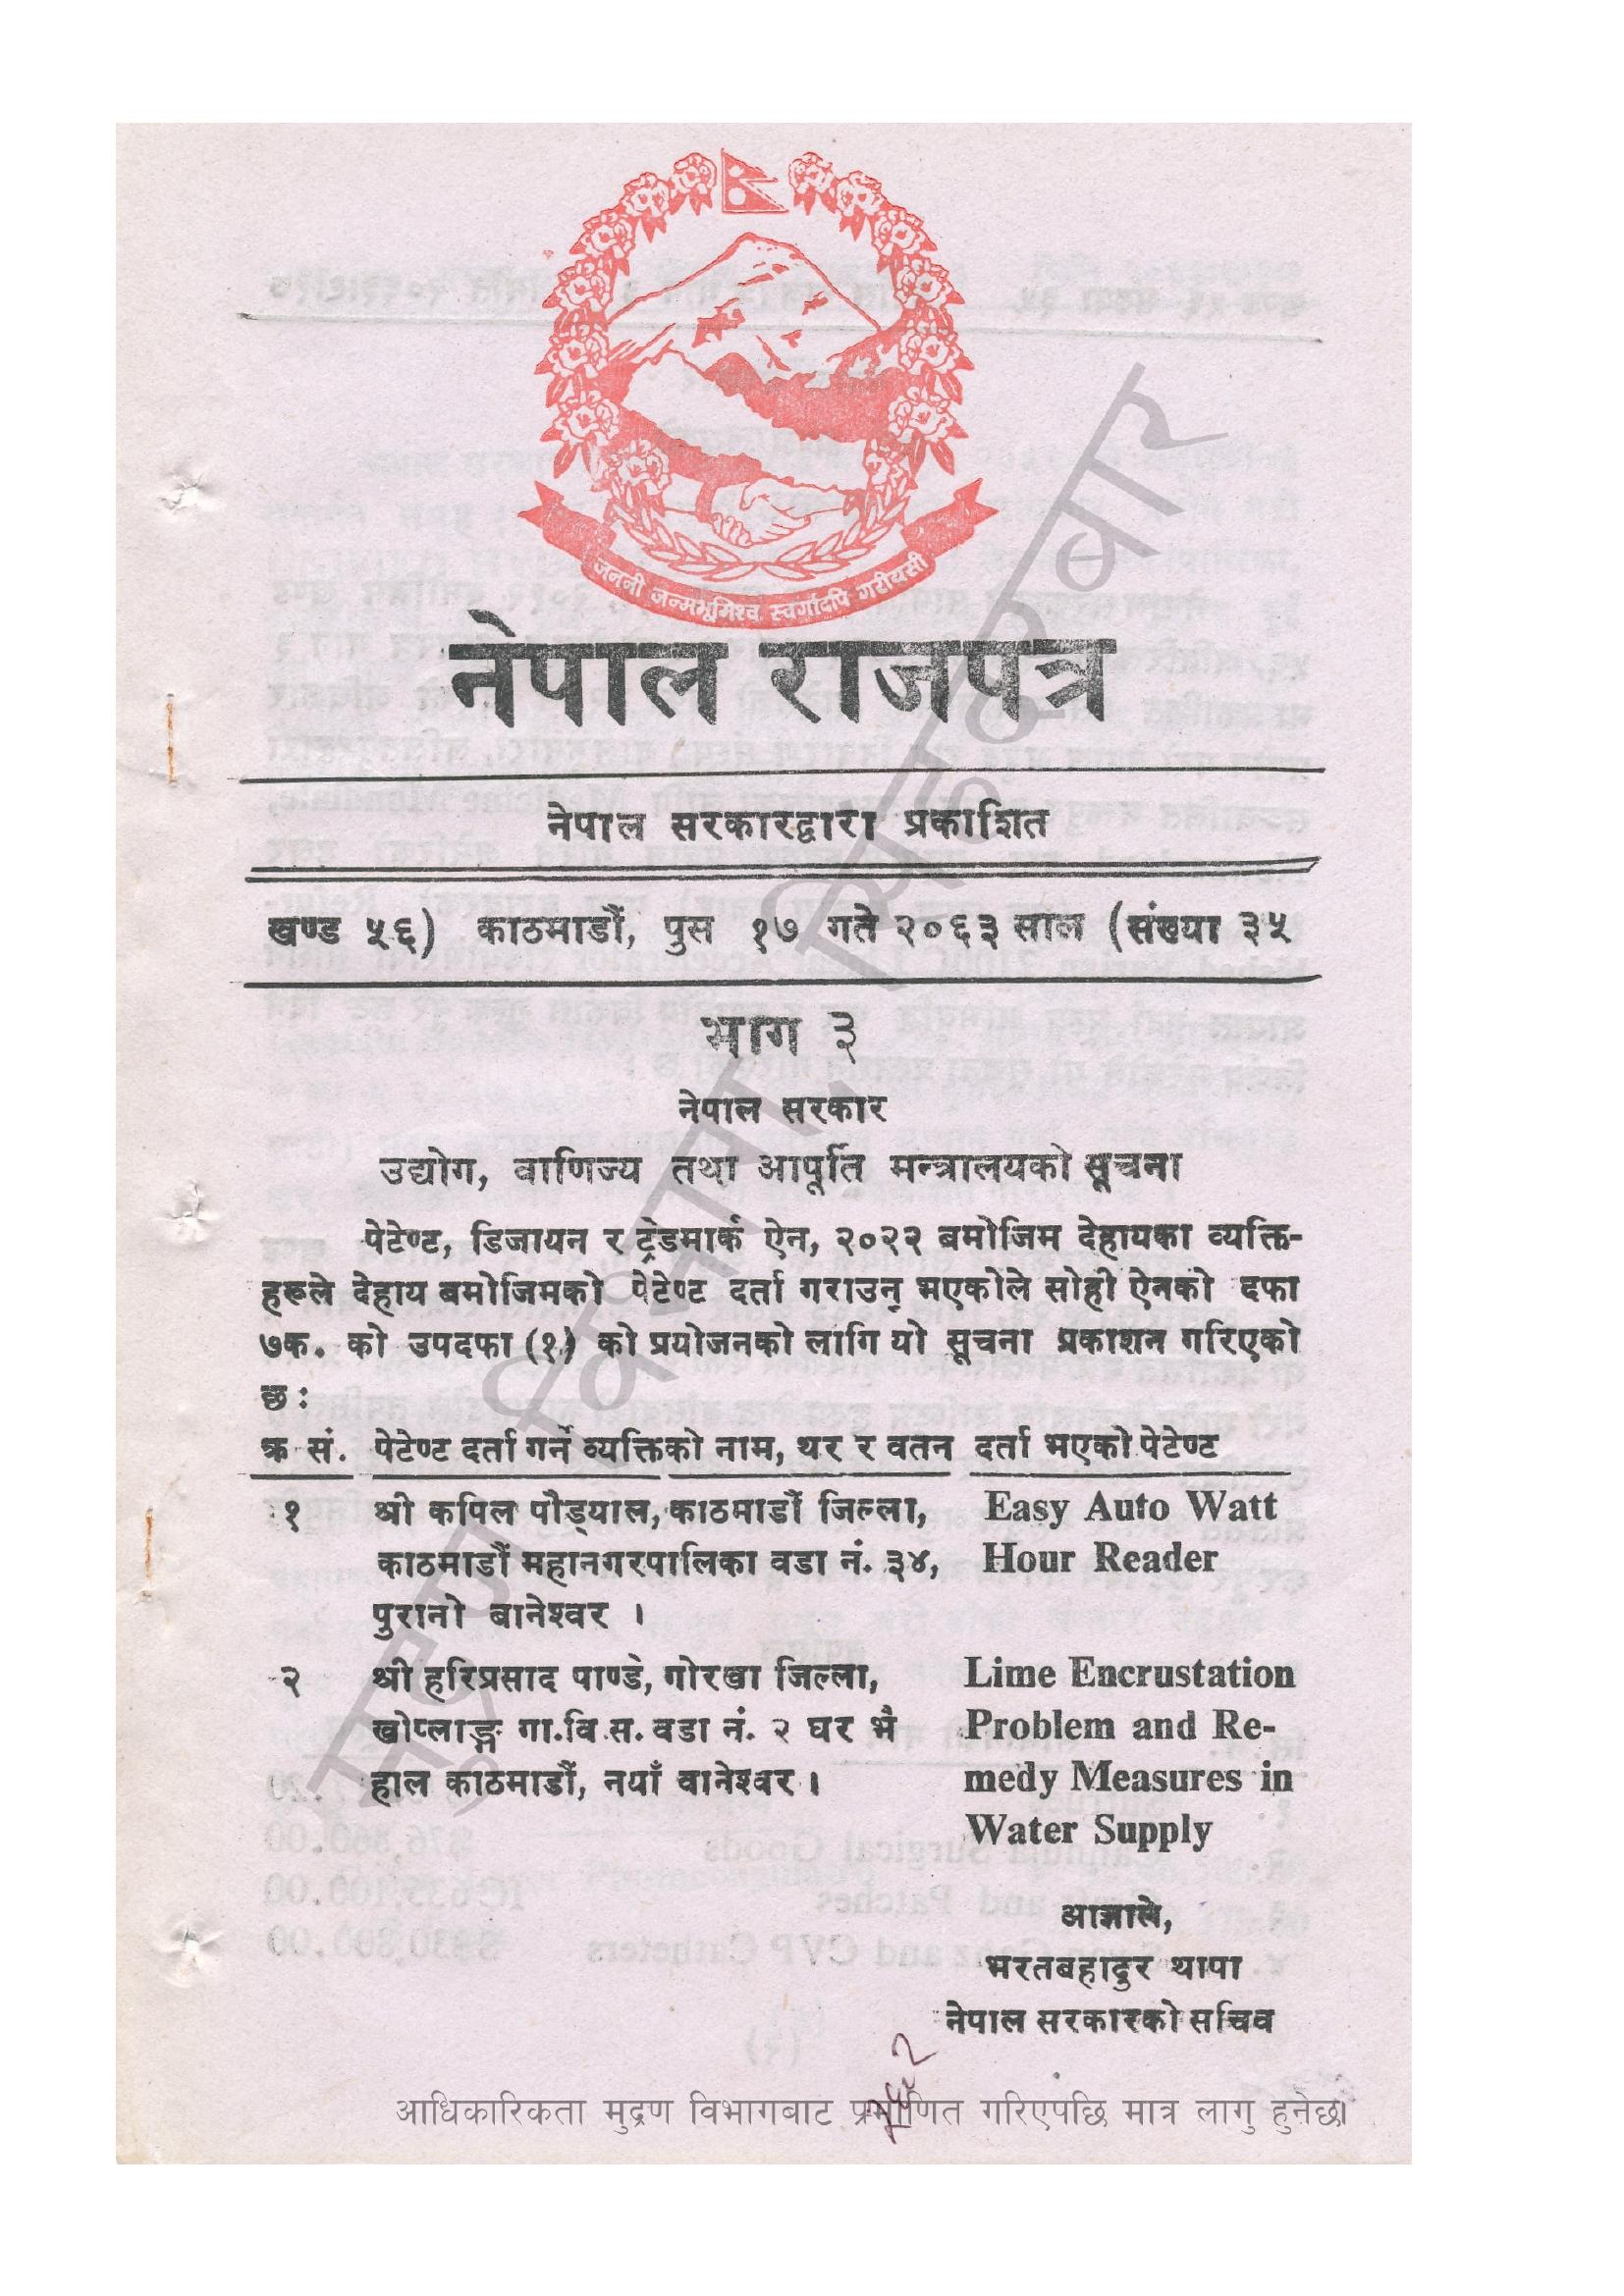 जननी जन्मभूमिश्च स्वर्गादपि गरीयसी
नेपाल राजपत्र
नेपाल सरकारद्वारा प्रकाशित
खण्ड ५६) काठमाडौं, पुस १७ गते २०६३ साल (संख्या ३५
भाग ३
नेपाल सरकार
उद्योग, वाणिज्य तथा आपूर्ति मन्त्रालयको सूचना
पेटेण्ट, डिजायन र ट्रेडमार्क ऐन, २०२२ बमोजिम देहायका व्यक्ति-
हरूले देहाय बमोजिमको पेटेण्ट दर्ता गराउनु भएकोले सोही ऐनको दफा
७क. को उपदफा (१) को प्रयोजनको लागि यो सूचना प्रकाशन गरिएको
छ :
क्र सं. पेटेण्ट दर्ता गर्ने व्यक्तिको नाम, थर र वतन दर्ता भएको पेटेण्ट
१ श्री कपिल पौड्याल, काठमाडौं जिल्ला, Easy Auto Watt
काठमाडौं महानगरपालिका वडा नं. ३४, Hour Reader
पुरानो बानेश्वर ।
२ श्री हरिप्रसाद पाण्डे, गोरखा जिल्ला, Lime Encrustation
खोप्लाङ्ग गा.वि.स. वडा नं. २ घर भै Problem and Re-
हाल काठमाडौं, नयाँ वानेश्वर । medy Measures in
Water Supply
आज्ञाले,
भरतबहादुर थापा
नेपाल सरकारको सचिव
मुद्रण विभाग, सिंहदरबार
आधिकारिकता मुद्रण विभागबाट प्रमाणित गरिएपछि मात्र लागु हुनेछ।